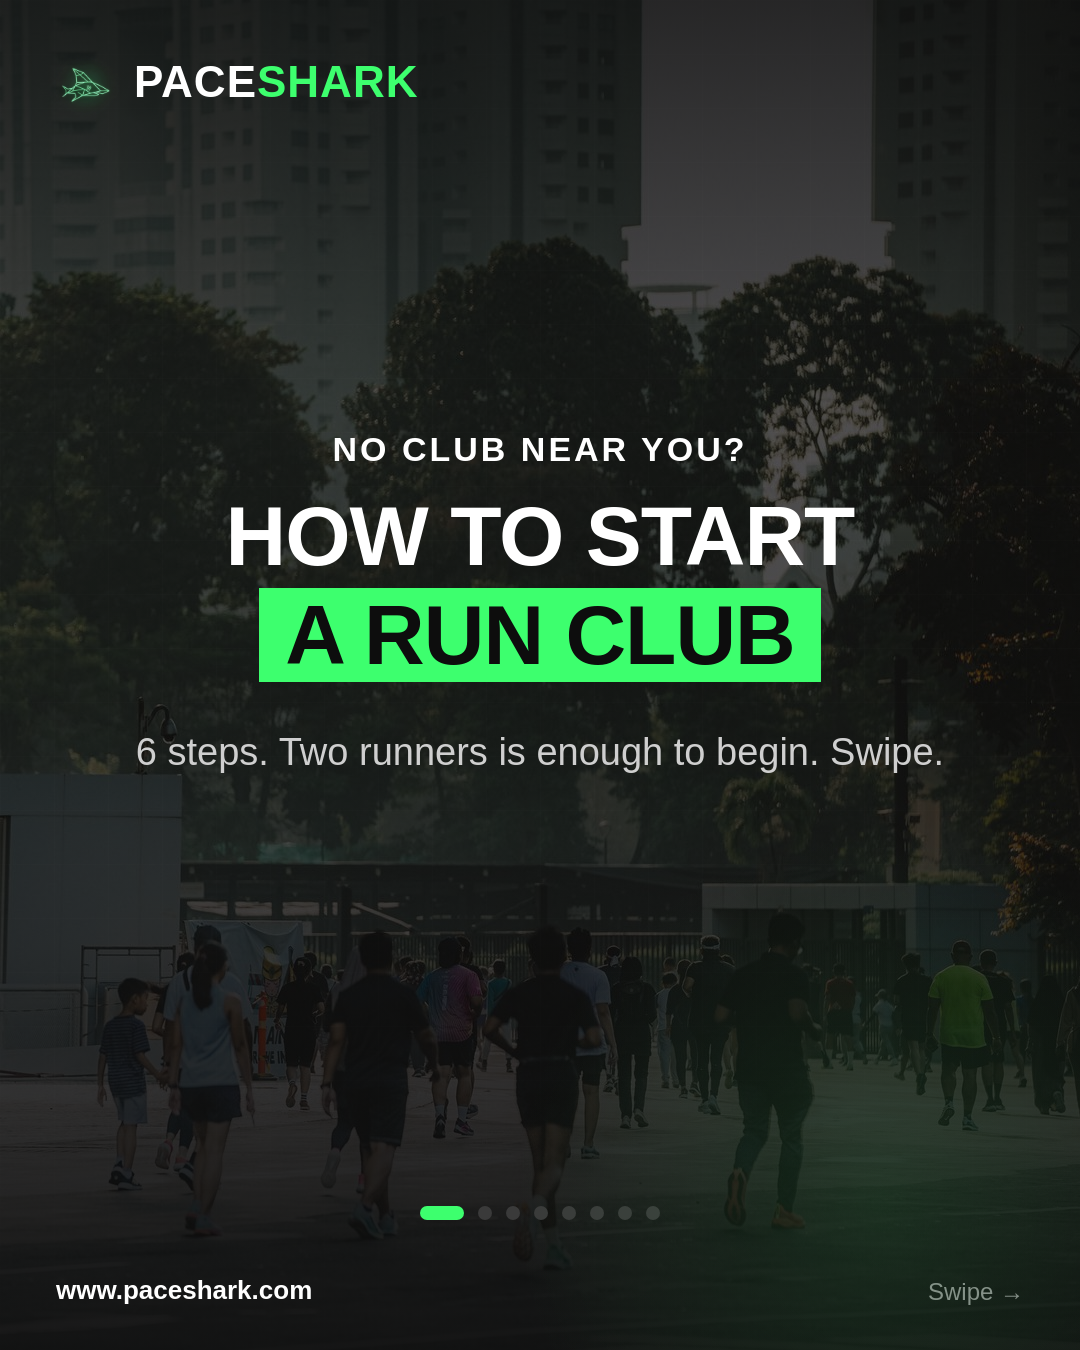 PACESHARK
NO CLUB NEAR YOU?
HOW TO START
A RUN CLUB
6 steps. Two runners is enough to begin. Swipe.
www.paceshark.com
Swipe →